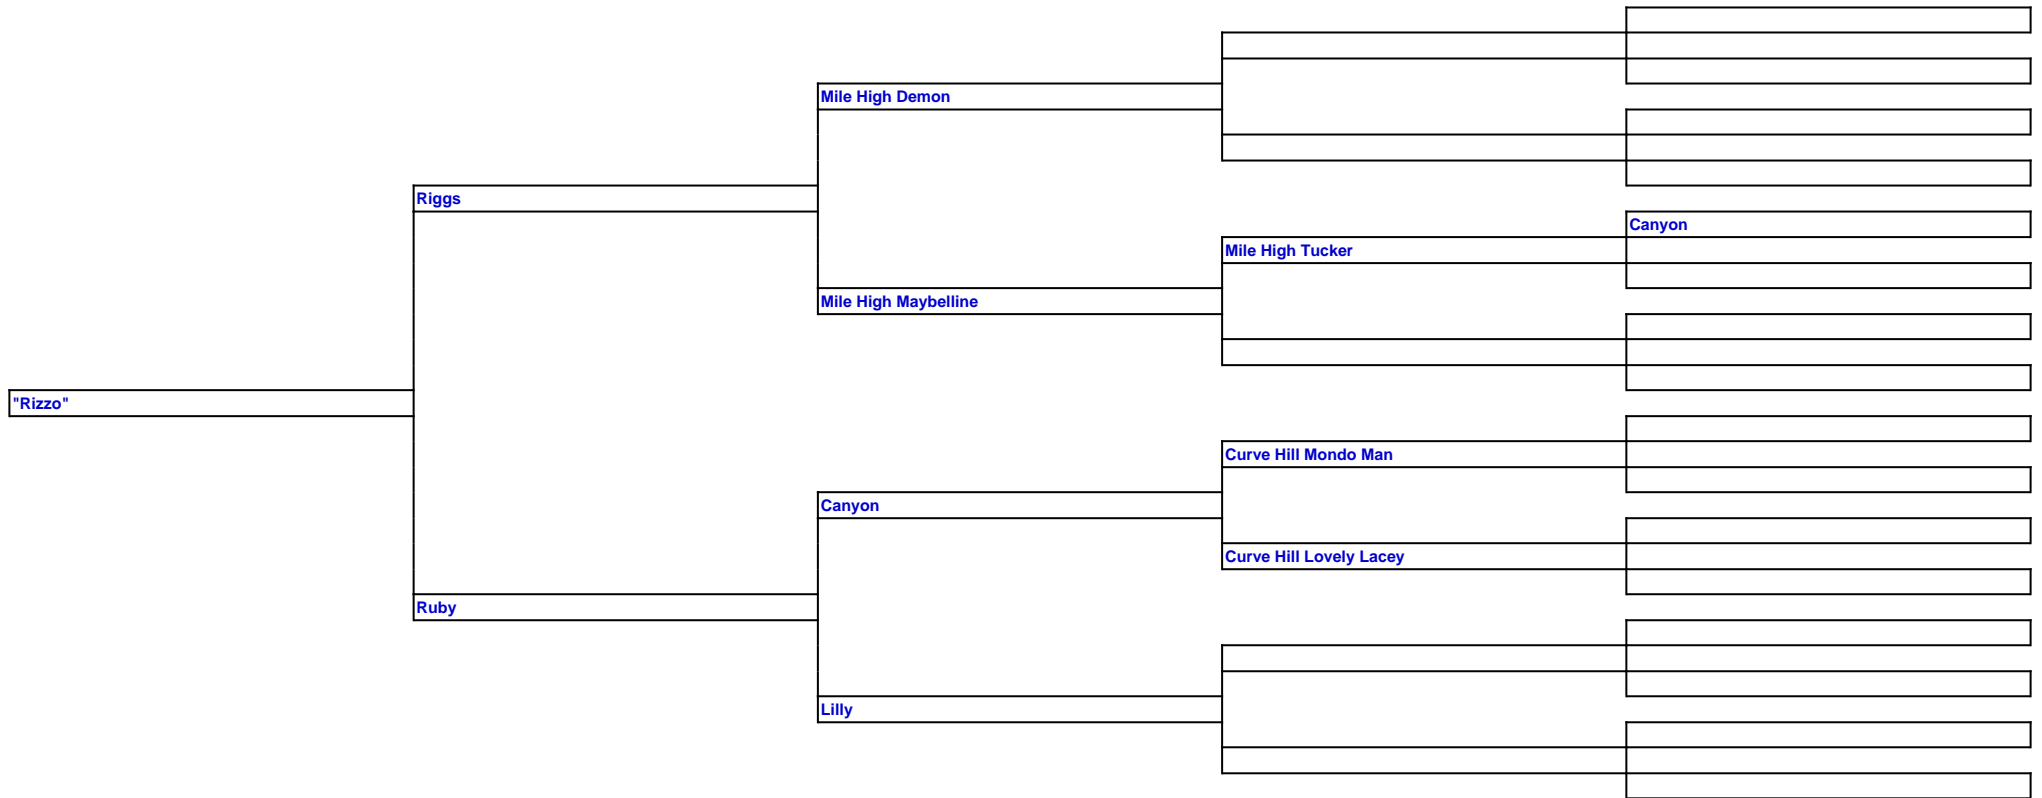 Mile High Demon
Riggs
Canyon
Mile High Tucker
Mile High Maybelline
"Rizzo"
Curve Hill Mondo Man
Canyon
Curve Hill Lovely Lacey
Ruby
Lilly